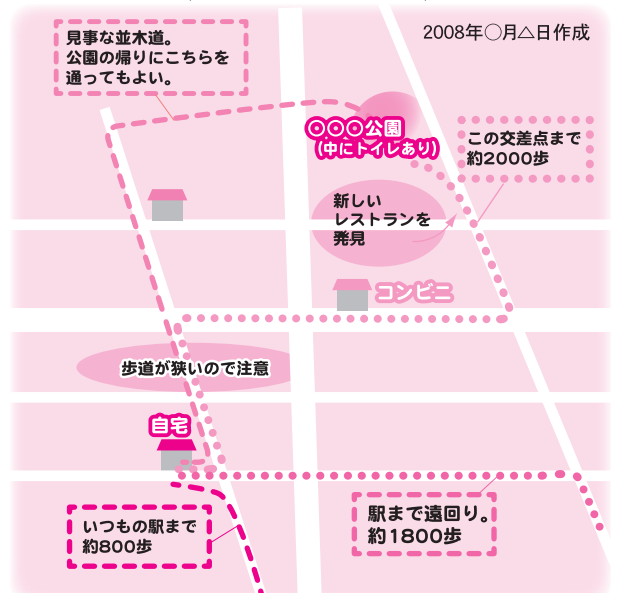 2008年○月△日作成
見事な並木道。
公園の帰りにこちらを
通ってもよい。
○○○公園
(中にトイレあり)
この交差点まで
約2000歩
新しい
レストランを
発見
コンビニ
歩道が狭いので注意
自宅
いつもの駅まで
約800歩
駅まで遠回り。
約1800歩